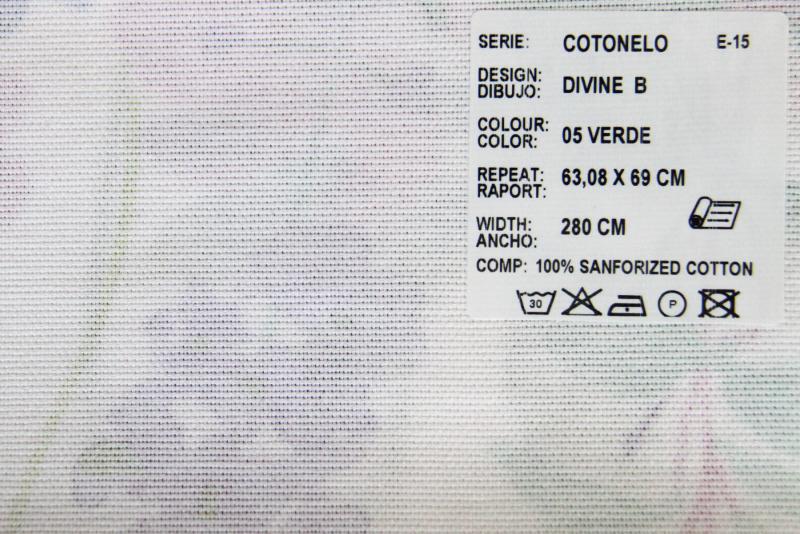 SERIE: COTONELO E-15
DESIGN:
DIBUJO: DIVINE B
COLOUR:
COLOR: 05 VERDE
REPEAT:
RAPORT: 63,08 X 69 CM
WIDTH:
ANCHO: 280 CM
COMP: 100% SANFORIZED COTTON
30 P